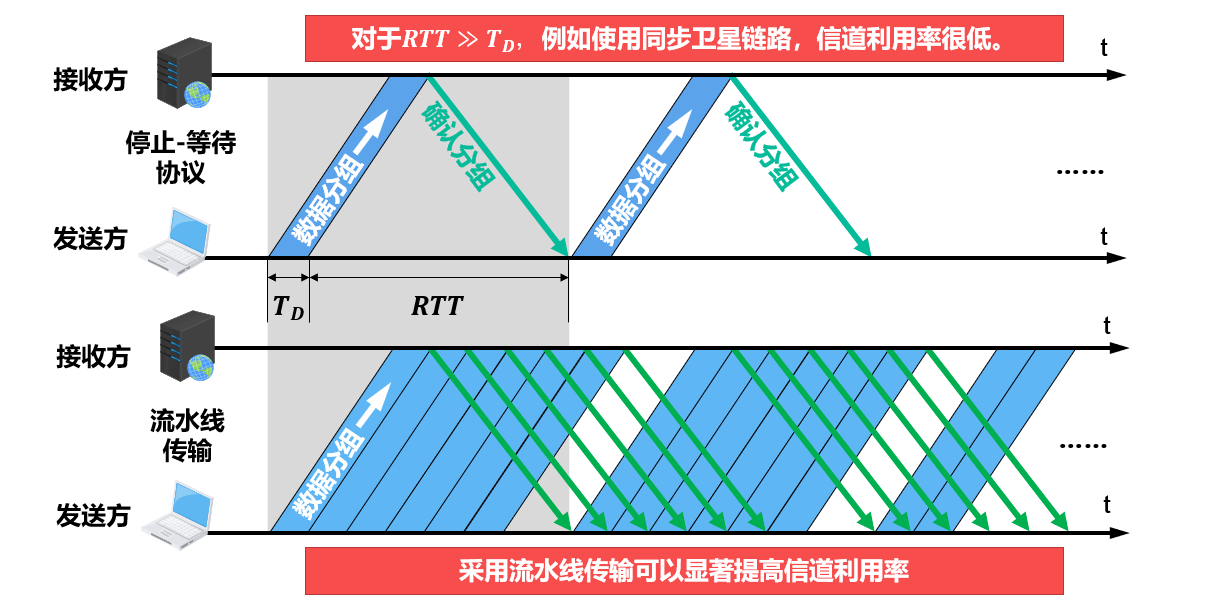 对于RTT ≫ T_D，例如使用同步卫星链路，信道利用率很低。
接收方
t
停止-等待
协议
数据分组
确认分组
数据分组
确认分组
……
发送方
t
T_D
RTT
接收方
t
流水线
传输
数据分组
……
发送方
t
采用流水线传输可以显著提高信道利用率